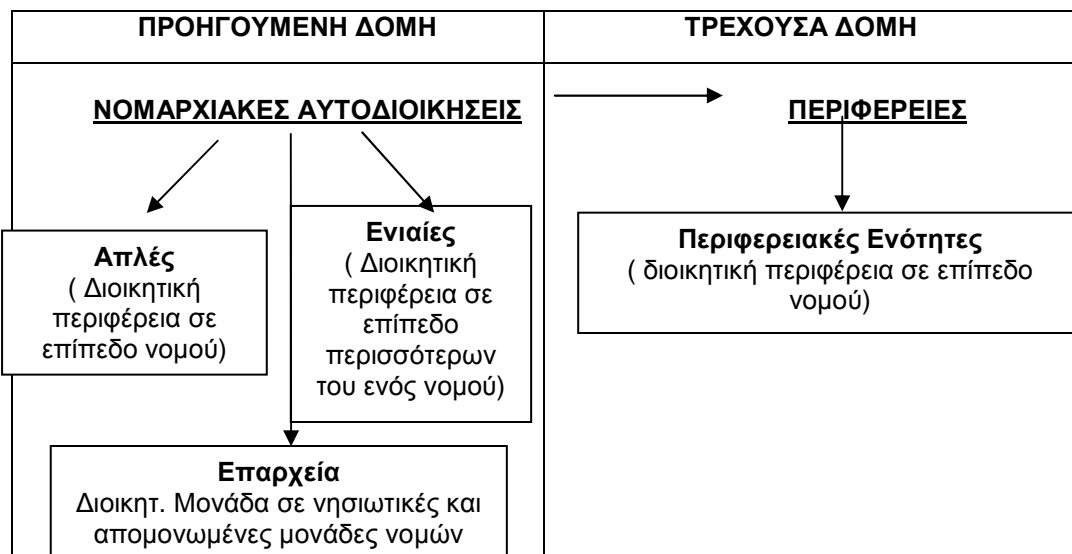 ΠΡΟΗΓΟΥΜΕΝΗ ΔΟΜΗ
ΤΡΕΧΟΥΣΑ ΔΟΜΗ
ΝΟΜΑΡΧΙΑΚΕΣ ΑΥΤΟΔΙΟΙΚΗΣΕΙΣ
ΠΕΡΙΦΕΡΕΙΕΣ
Απλές
( Διοικητική
περιφέρεια σε
επίπεδο νομού)
Ενιαίες
( Διοικητική
περιφέρεια σε
επίπεδο
περισσότερων
του ενός νομού)
Επαρχεία
Διοικητ. Μονάδα σε νησιωτικές και
απομονωμένες μονάδες νομών
Περιφερειακές Ενότητες
( διοικητική περιφέρεια σε επίπεδο
νομού)